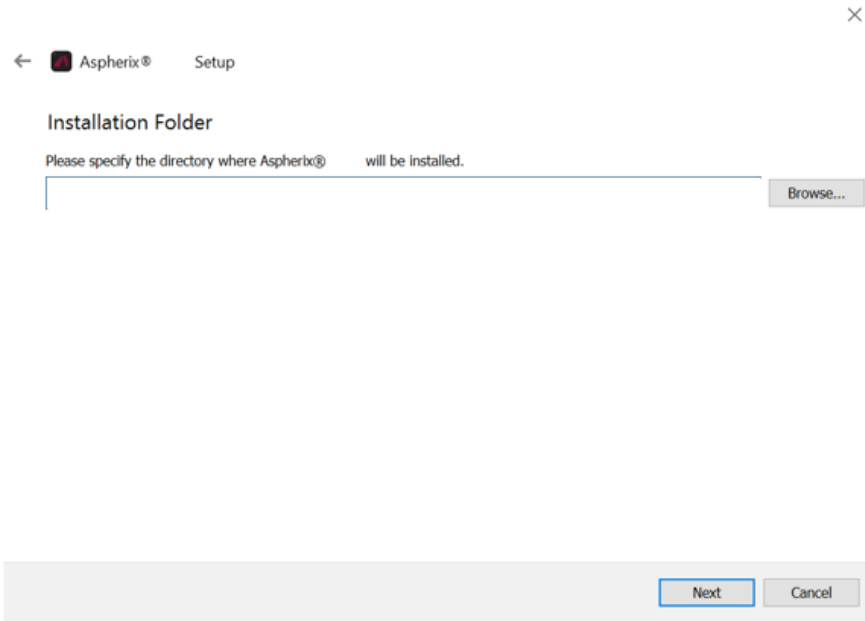 Aspherix® Setup
Installation Folder
Please specify the directory where Aspherix® will be installed.
Browse...
Next Cancel